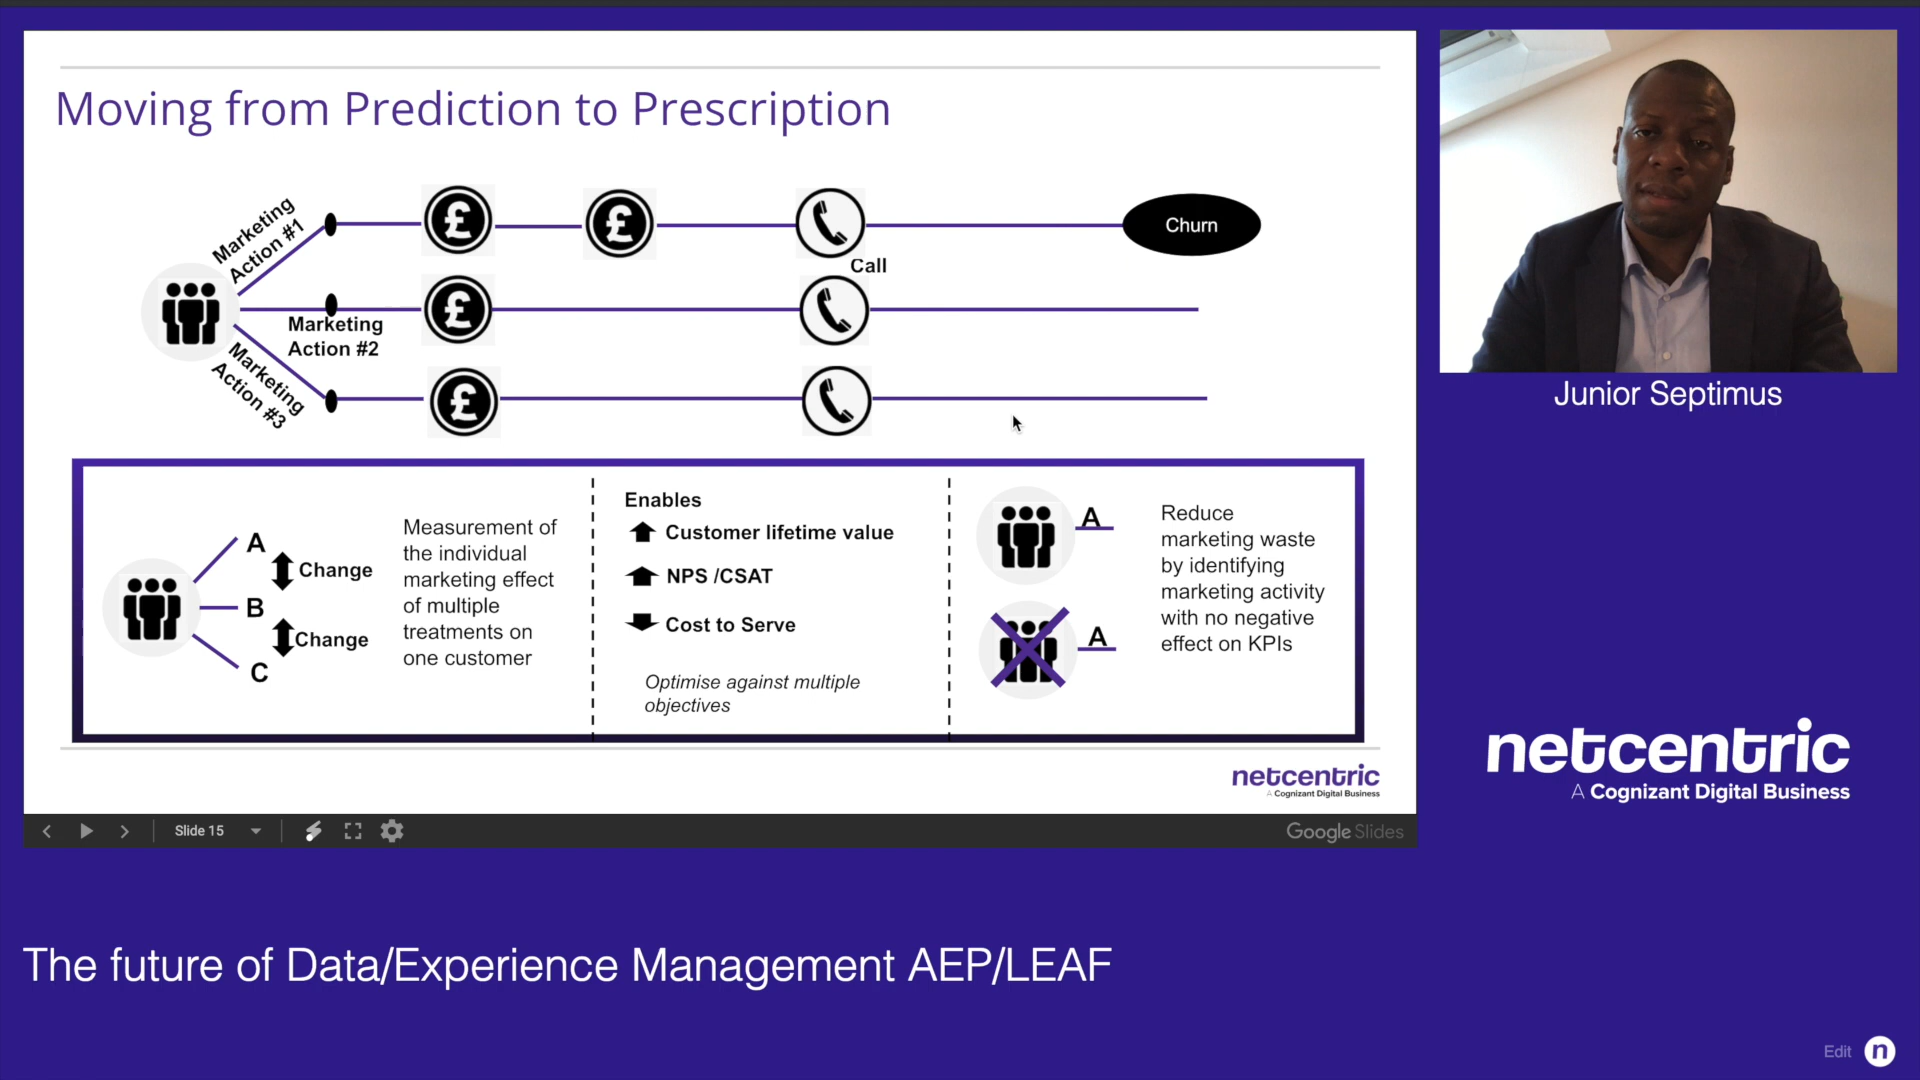 Moving from Prediction to Prescription
Marketing
Action #1
£
£
Churn
Call
£
Marketing
Action #2
Marketing
Action #3
£
A
Change
B
Change
C
Measurement of
the individual
marketing effect
of multiple
treatments on
one customer
Enables
Customer lifetime value
NPS /CSAT
Cost to Serve
Optimise against multiple
objectives
A
A
Reduce
marketing waste
by identifying
marketing activity
with no negative
effect on KPIs
netcentric
A Cognizant Digital Business
Slide 15
Google Slides
Junior Septimus
netcentric
A Cognizant Digital Business
The future of Data/Experience Management AEP/LEAF
Edit
n